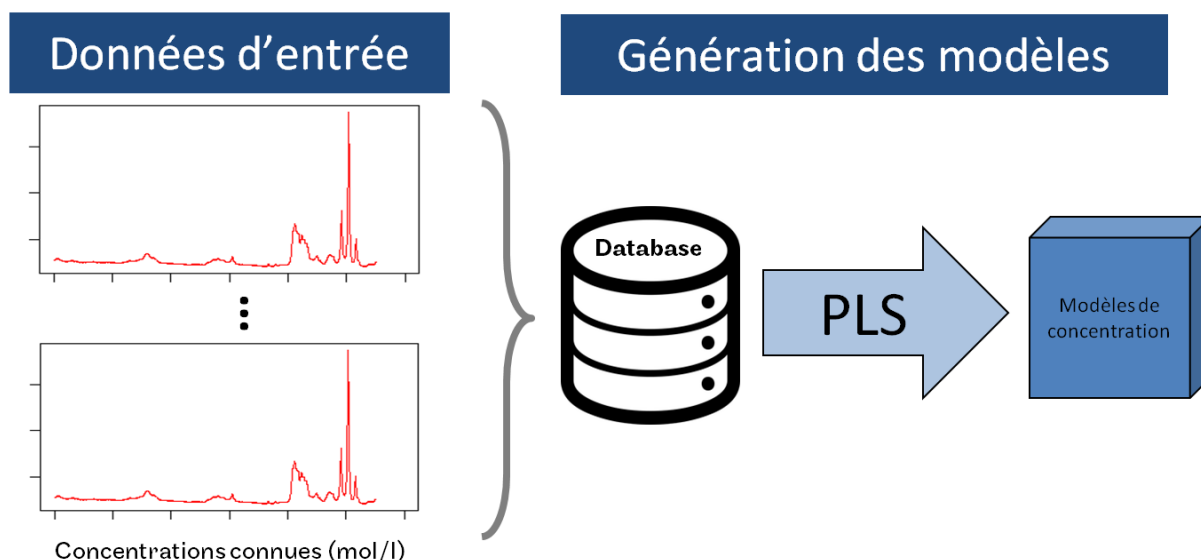 Données d’entrée
Génération des modèles
Database
PLS
Modèles de
concentration
Concentrations connues (mol/l)